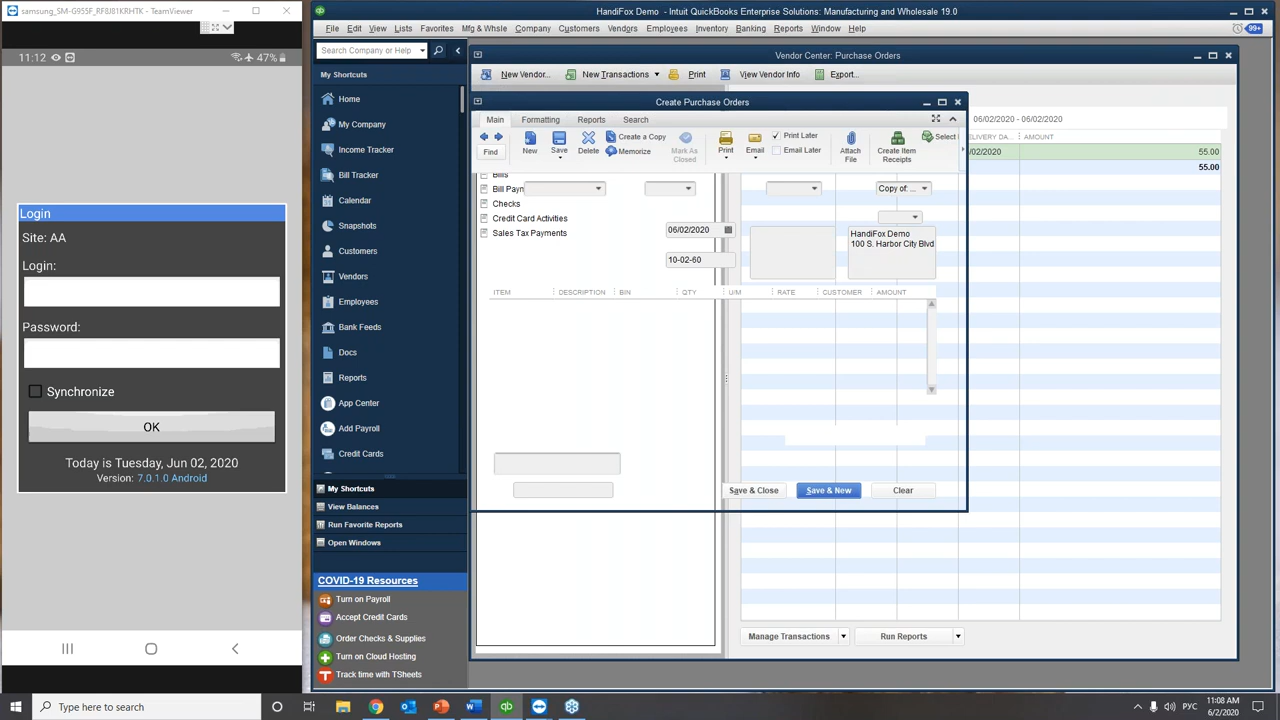 samsung_SM-G955F_RF8J81KRHTK - TeamViewer
11:12
47%
Login
Site: AA
Login:
Password:
Synchronize
OK
Today is Tuesday, Jun 02, 2020
Version: 7.0.1.0 Android
HandiFox Demo - Intuit QuickBooks Enterprise Solutions: Manufacturing and Wholesale 19.0
File Edit View Lists Favorites Mfg & Whsle Company Customers Vendors Employees Inventory Banking Reports Window Help
99+
Search Company or Help
My Shortcuts
Home
My Company
Income Tracker
Bill Tracker
Calendar
Snapshots
Customers
Vendors
Employees
Bank Feeds
Docs
Reports
App Center
Add Payroll
Credit Cards
My Shortcuts
View Balances
Run Favorite Reports
Open Windows
COVID-19 Resources
Turn on Payroll
Accept Credit Cards
Order Checks & Supplies
Turn on Cloud Hosting
Track time with TSheets
Vendor Center: Purchase Orders
New Vendor... New Transactions Print View Vendor Info Export...
06/02/2020 - 06/02/2020
AMOUNT
/02/2020 55.00
55.00
Create Purchase Orders
Main Formatting Reports Search
Find New Save Delete Create a Copy Memorize Mark As Closed Print Email Print Later Email Later Attach File Create Item Receipts Select
Bills
Bill Payn
Copy of: ...
Checks
Credit Card Activities
Sales Tax Payments
06/02/2020
10-02-60
HandiFox Demo
100 S. Harbor City Blvd
ITEM DESCRIPTION BIN QTY U/M RATE CUSTOMER AMOUNT
Save & Close Save & New Clear
Manage Transactions Run Reports
Type here to search
РУС
11:08 AM
6/2/2020